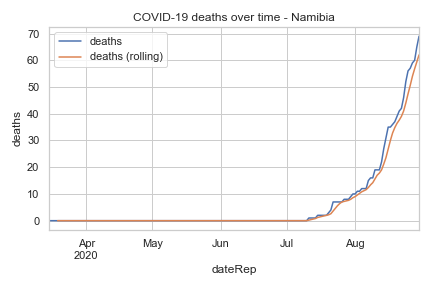 COVID-19 deaths over time - Namibia
deaths
deaths (rolling)
70
60
50
40
30
20
10
0
deaths
Apr
2020
May
Jun
Jul
Aug
dateRep